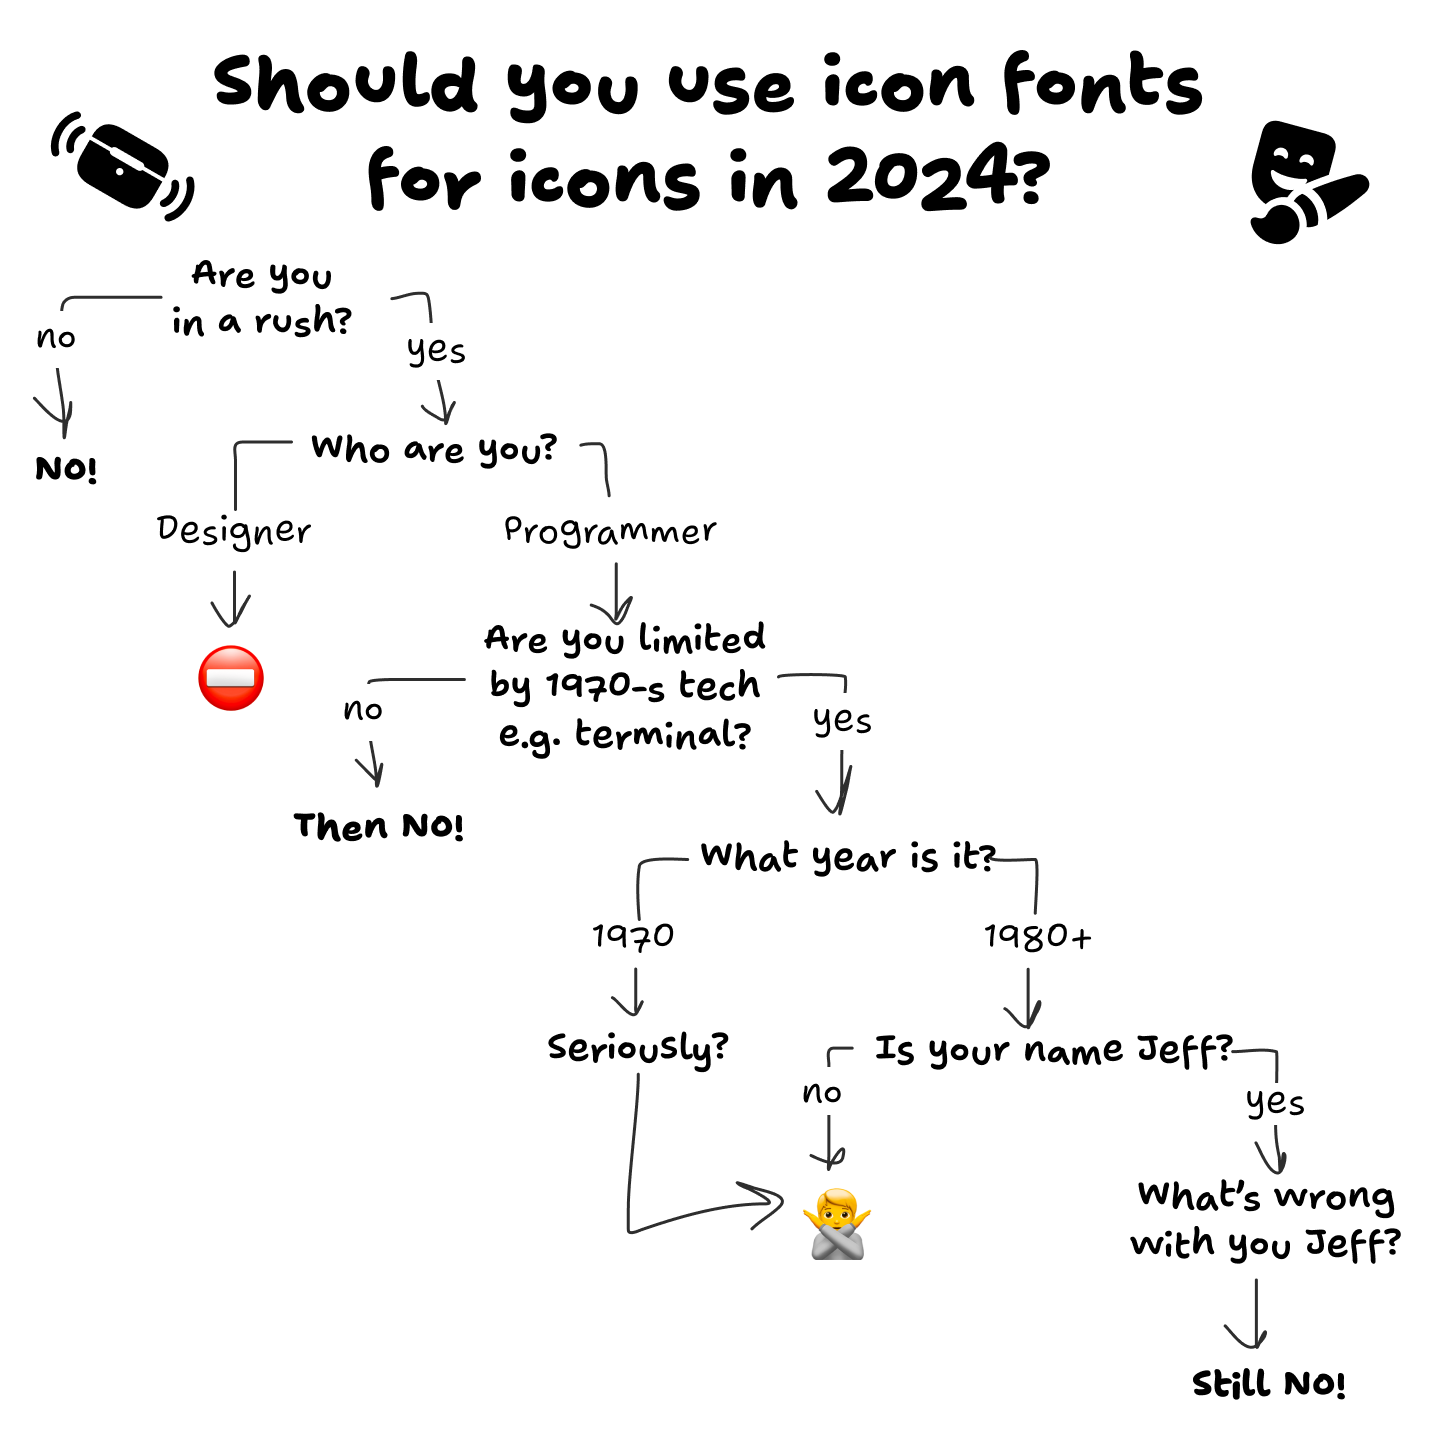 Should you use icon fonts
for icons in 2024?
Are you
in a rush?
no
yes
No!
Who are you?
Designer
Programmer
Are you limited
by 1970-s tech
e.g. terminal?
no
yes
Then No!
What year is it?
1970
1980+
Seriously?
Is your name Jeff?
no
yes
What's wrong
with you Jeff?
Still No!